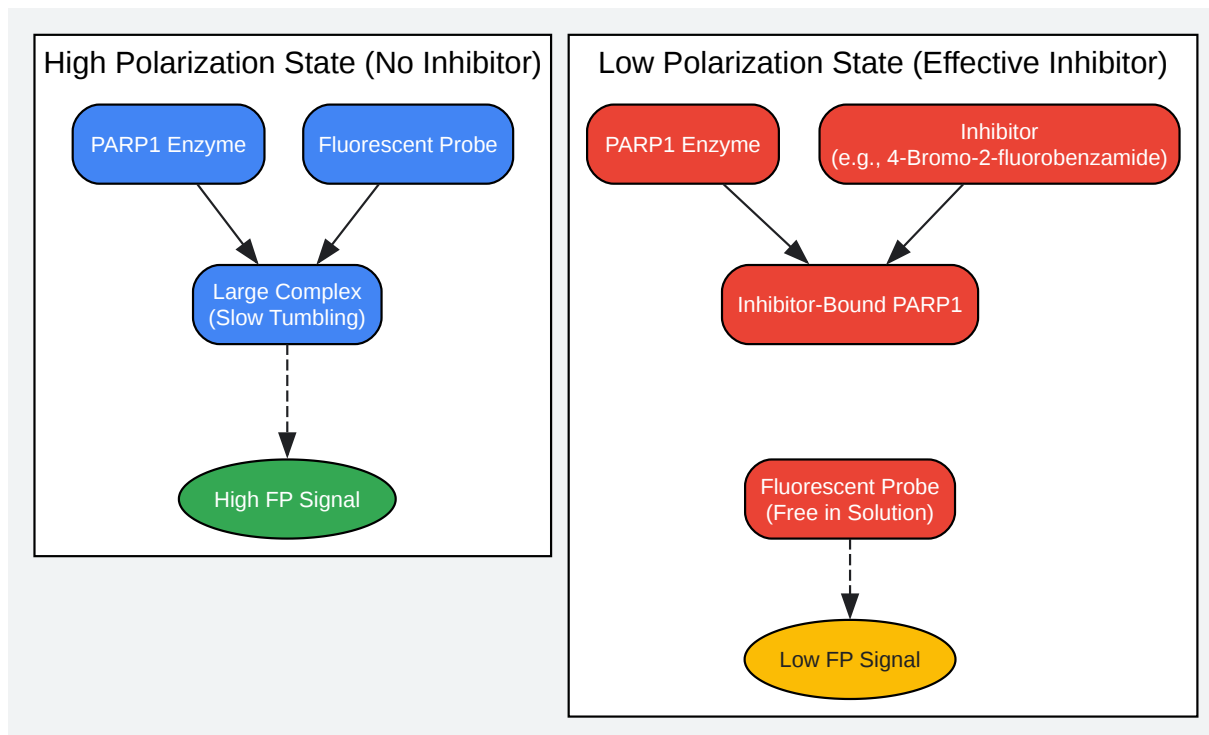 High Polarization State (No Inhibitor)
PARP1 Enzyme
Fluorescent Probe
Large Complex
(Slow Tumbling)
High FP Signal
Low Polarization State (Effective Inhibitor)
PARP1 Enzyme
Inhibitor
(e.g., 4-Bromo-2-fluorobenzamide)
Inhibitor-Bound PARP1
Fluorescent Probe
(Free in Solution)
Low FP Signal